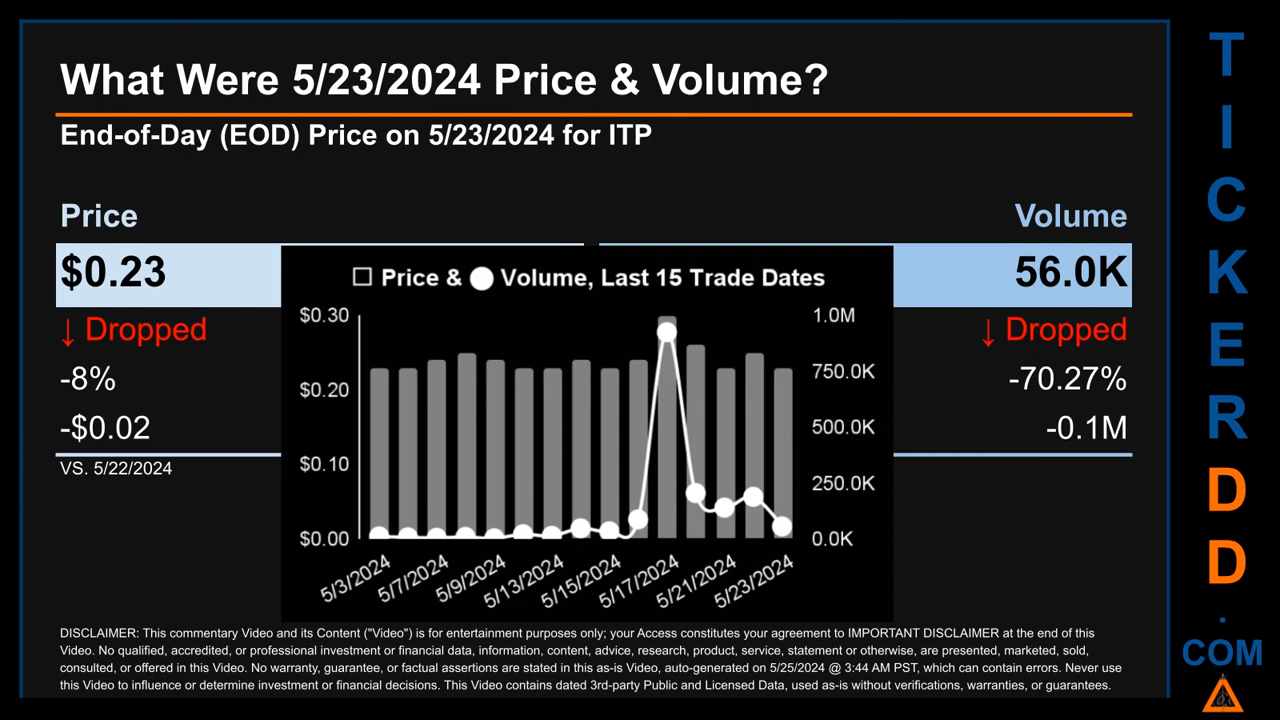 What Were 5/23/2024 Price & Volume?
End-of-Day (EOD) Price on 5/23/2024 for ITP
Price
Volume
$0.23
56.0K
↓ Dropped
↓ Dropped
-8%
-70.27%
-$0.02
-0.1M
VS. 5/22/2024
Price & Volume, Last 15 Trade Dates
$0.30
$0.20
$0.10
$0.00
1.0M
750.0K
500.0K
250.0K
0.0K
5/3/2024
5/7/2024
5/9/2024
5/13/2024
5/15/2024
5/17/2024
5/21/2024
5/23/2024
DISCLAIMER: This commentary Video and its Content ("Video") is for entertainment purposes only; your Access constitutes your agreement to IMPORTANT DISCLAIMER at the end of this
Video. No qualified, accredited, or professional investment or financial data, information, content, advice, research, product, service, statement or otherwise, are presented, marketed, sold,
consulted, or offered in this Video. No warranty, guarantee, or factual assertions are stated in this as-is Video, auto-generated on 5/25/2024 @ 3:44 AM PST, which can contain errors. Never use
this Video to influence or determine investment or financial decisions. This Video contains dated 3rd-party Public and Licensed Data, used as-is without verifications, warranties, or guarantees.
T
I
C
K
E
R
D
D
.
COM